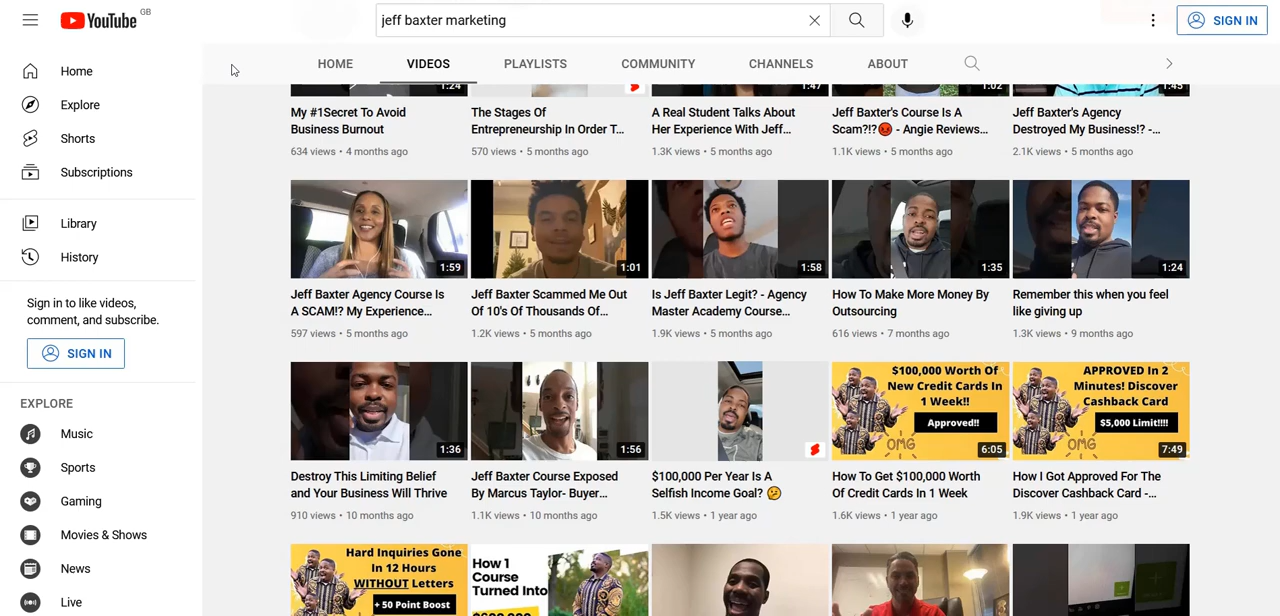 YouTube GB
jeff baxter marketing
SIGN IN
Home
Explore
Shorts
Subscriptions
Library
History
Sign in to like videos,
comment, and subscribe.
SIGN IN
EXPLORE
Music
Sports
Gaming
Movies & Shows
News
Live
HOME VIDEOS PLAYLISTS COMMUNITY CHANNELS ABOUT
1:24
1:47
1:02
1:45
My #1Secret To Avoid
Business Burnout
634 views • 4 months ago
The Stages Of
Entrepreneurship In Order T...
570 views • 5 months ago
A Real Student Talks About
Her Experience With Jeff...
1.3K views • 5 months ago
Jeff Baxter's Course Is A
Scam?!?😡 - Angie Reviews...
1.1K views • 5 months ago
Jeff Baxter's Agency
Destroyed My Business!? -...
2.1K views • 5 months ago
1:59
Jeff Baxter Agency Course Is
A SCAM!? My Experience...
597 views • 5 months ago
1:01
Jeff Baxter Scammed Me Out
Of 10's Of Thousands Of...
1.2K views • 5 months ago
1:58
Is Jeff Baxter Legit? - Agency
Master Academy Course...
1.9K views • 5 months ago
1:35
How To Make More Money By
Outsourcing
616 views • 7 months ago
1:24
Remember this when you feel
like giving up
1.3K views • 9 months ago
1:36
Destroy This Limiting Belief
and Your Business Will Thrive
910 views • 10 months ago
1:56
Jeff Baxter Course Exposed
By Marcus Taylor- Buyer...
1.1K views • 10 months ago
$100,000 Per Year Is A
Selfish Income Goal? 🤔
1.5K views • 1 year ago
$100,000 Worth Of
New Credit Cards In
1 Week!!
Approved!!
OMG
6:05
How To Get $100,000 Worth
Of Credit Cards In 1 Week
1.6K views • 1 year ago
APPROVED In 2
Minutes! Discover
Cashback Card
$5,000 Limit!!!!
OMG
7:49
How I Got Approved For The
Discover Cashback Card -...
1.9K views • 1 year ago
Hard Inquiries Gone
In 12 Hours
WITHOUT Letters
+ 50 Point Boost
How 1
Course
Turned Into